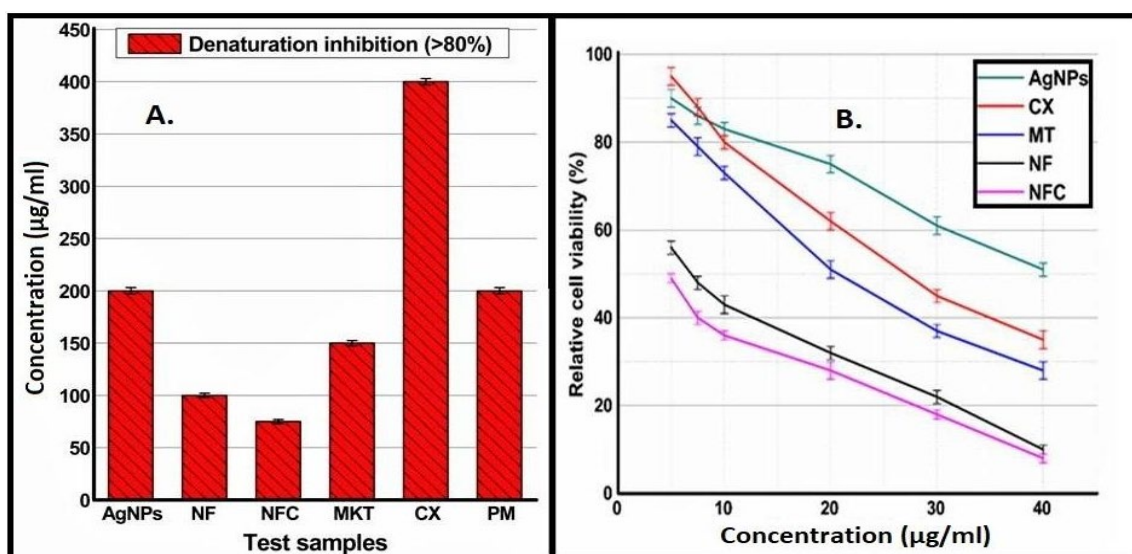 Denaturation inhibition (>80%)
A.
Concentration (µg/ml)
450
400
350
300
250
200
150
100
50
00
AgNPs NF NFC MKT CX PM
Test samples
B.
AgNPs
CX
MT
NF
NFC
Relative cell viability (%)
100
80
60
40
20
0
0 5 10 20 30 40
Concentration (µg/ml)